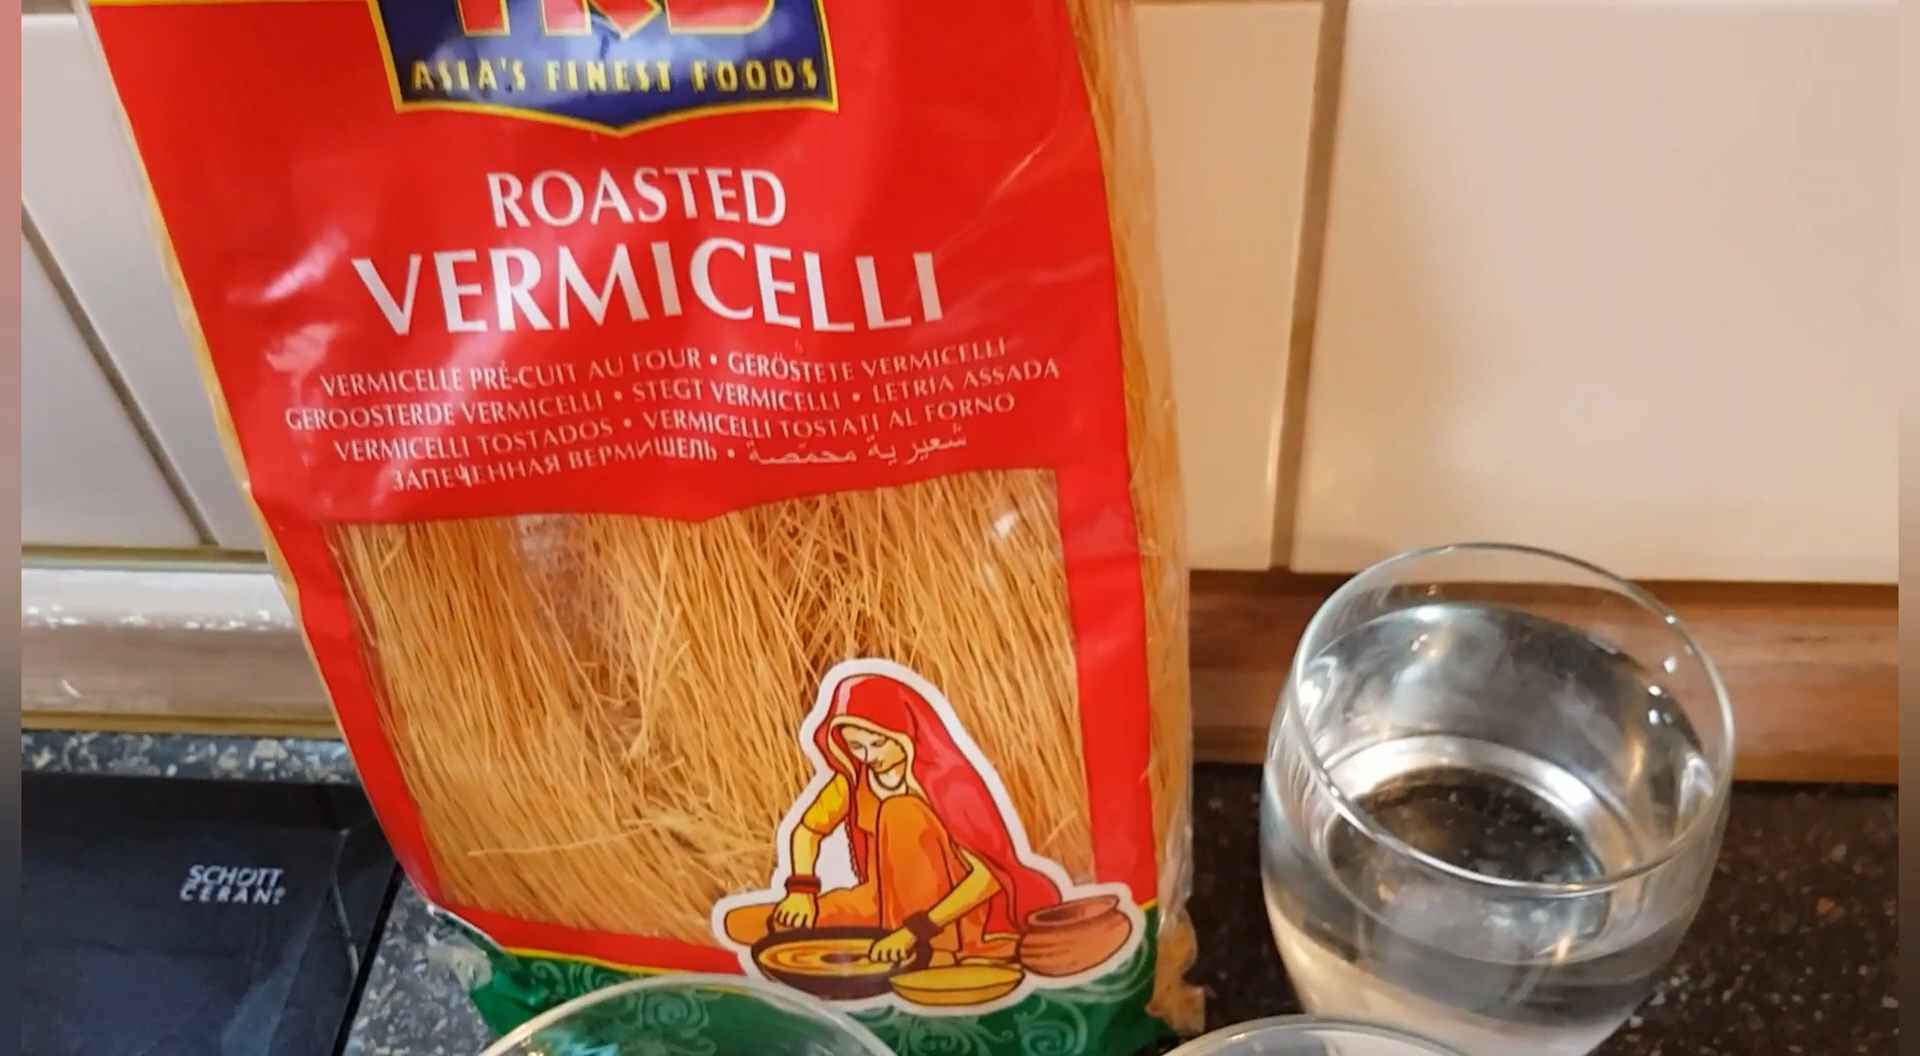 ASIA'S FINEST FOODS
ROASTED
VERMICELLI
VERMICELLE PRÉ-CUIT AU FOUR • GERÖSTETE VERMICELLI
GEROOSTERDE VERMICELLI • STEGT VERMICELLI • LETRIA ASSADA
VERMICELLI TOSTADOS • VERMICELLI TOSTATI AL FORNO
ЗАПЕЧЕННАЯ ВЕРМИШЕЛЬ • شعيرية محمصة
SCHOTT
CERAN®